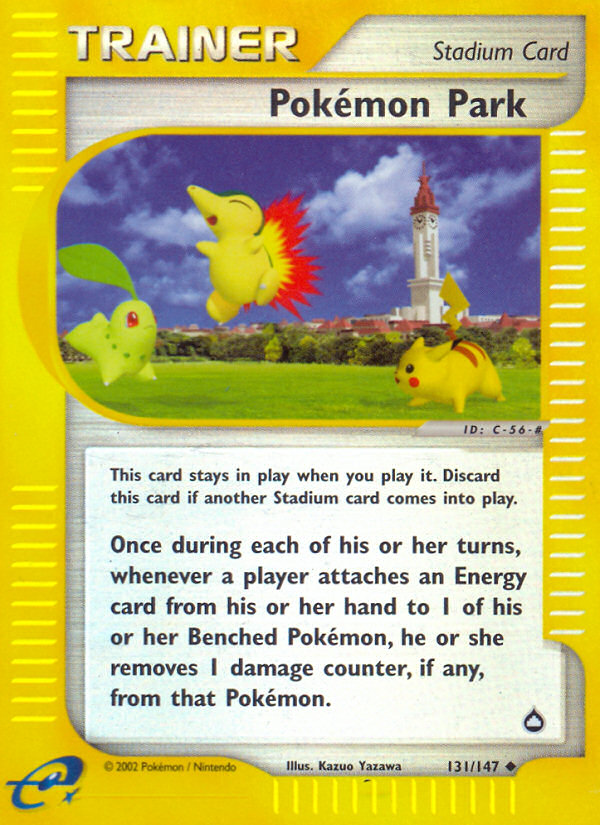 TRAINER
Stadium Card
Pokémon Park
ID: C-56-#
This card stays in play when you play it. Discard
this card if another Stadium card comes into play.
Once during each of his or her turns,
whenever a player attaches an Energy
card from his or her hand to 1 of his
or her Benched Pokémon, he or she
removes 1 damage counter, if any,
from that Pokémon.
© 2002 Pokémon / Nintendo
Illus. Kazuo Yazawa
131/147 ◆
e